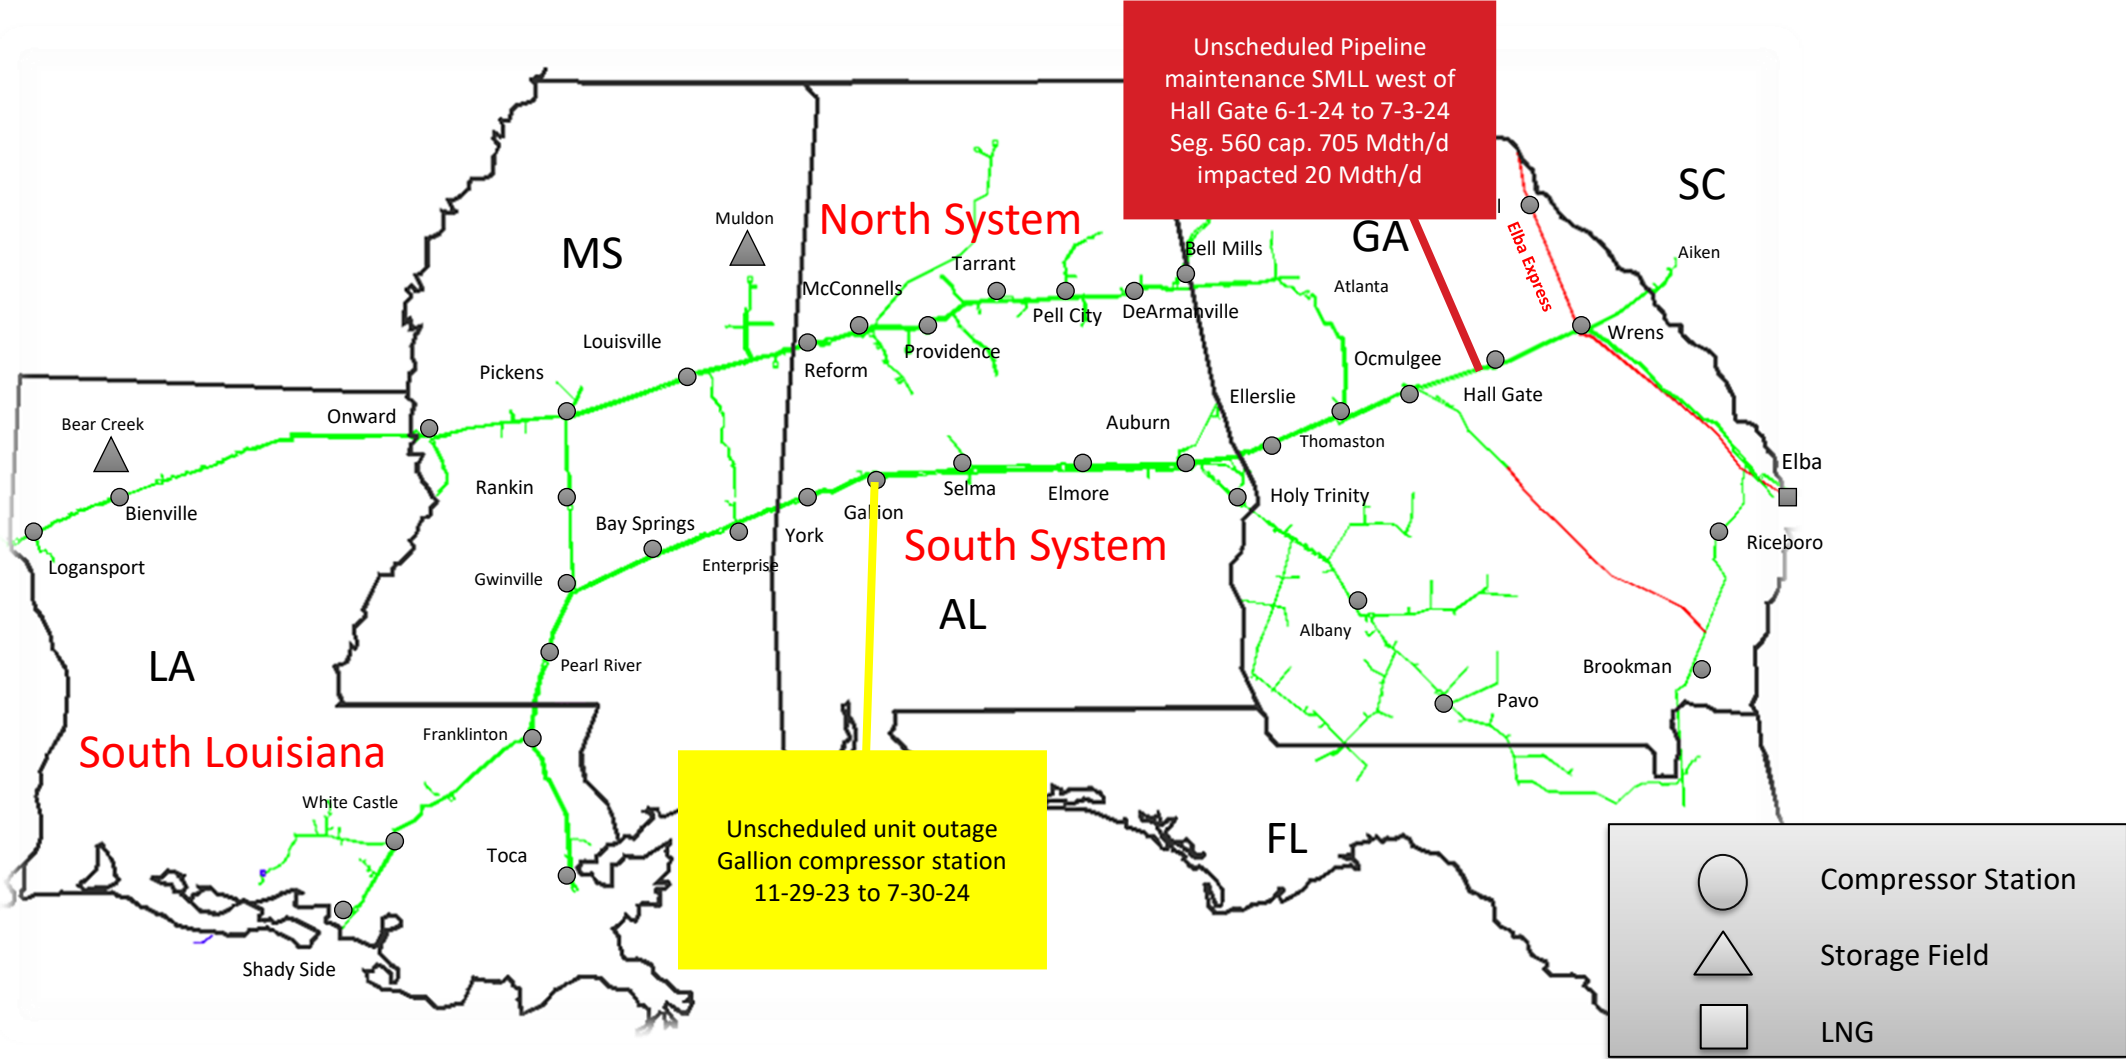 Unscheduled Pipeline
maintenance SMLL west of
Hall Gate 6-1-24 to 7-3-24
Seg. 560 cap. 705 Mdth/d
impacted 20 Mdth/d
SC
l
Muldon
North System
MS
GA
Elba Express
Bell Mills
Aiken
Tarrant
McConnells
Atlanta
Pell City
DeArmanville
Wrens
Louisville
Providence
Ocmulgee
Reform
Pickens
Hall Gate
Ellerslie
Onward
Bear Creek
Auburn
Thomaston
Elba
Rankin
Selma
Elmore
Holy Trinity
Bienville
Gallion
Bay Springs
York
South System
Riceboro
Logansport
Enterprise
Gwinville
AL
Albany
LA
Pearl River
Brookman
Pavo
Franklinton
South Louisiana
White Castle
Unscheduled unit outage
Gallion compressor station
11-29-23 to 7-30-24
FL
Toca
Shady Side
Compressor Station
Storage Field
LNG